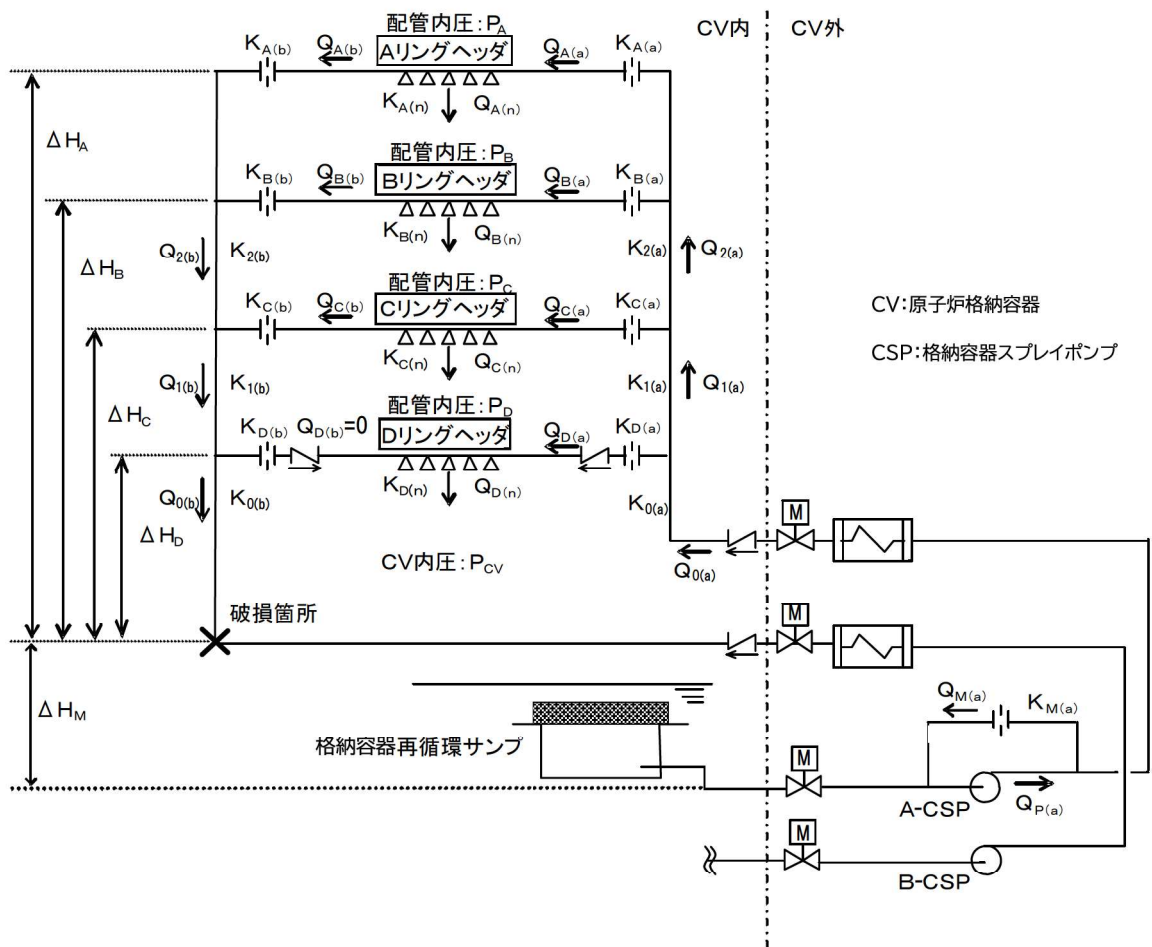 配管内圧：PA
CV内
CV外
KA(b)
QA(b)
Aリングヘッダ
QA(a)
KA(a)
KA(n)
QA(n)
ΔHA
配管内圧：PB
KB(b)
QB(b)
Bリングヘッダ
QB(a)
KB(a)
KB(n)
QB(n)
Q2(b)
K2(b)
K2(a)
Q2(a)
ΔHB
配管内圧：PC
KC(b)
QC(b)
Cリングヘッダ
QC(a)
KC(a)
CV：原子炉格納容器
KC(n)
QC(n)
CSP：格納容器スプレイポンプ
Q1(b)
K1(b)
K1(a)
Q1(a)
ΔHC
配管内圧：PD
KD(b)
QD(b)=0
Dリングヘッダ
QD(a)
KD(a)
KD(n)
QD(n)
Q0(b)
K0(b)
K0(a)
M
ΔHD
CV内圧：PCV
Q0(a)
破損箇所
M
ΔHM
QM(a)
KM(a)
格納容器再循環サンプ
M
A-CSP
QP(a)
M
B-CSP